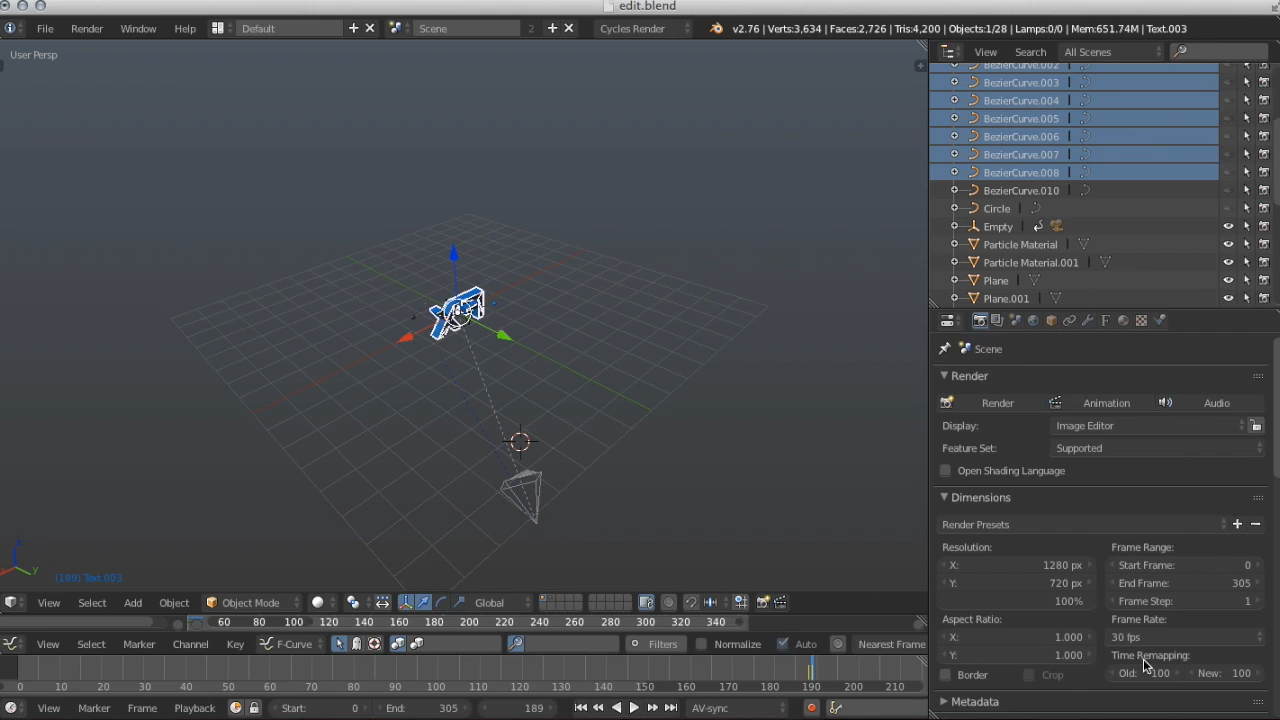 edit.blend
File Render Window Help Default Scene 2 Cycles Render v2.76 | Verts:3,634 | Faces:2,726 | Tris:4,200 | Objects:1/28 | Lamps:0/0 | Mem:651.74M | Text.003
User Persp
View Search All Scenes
BezierCurve.002
BezierCurve.003
BezierCurve.004
BezierCurve.005
BezierCurve.006
BezierCurve.007
BezierCurve.008
BezierCurve.010
Circle
Empty
Particle Material
Particle Material.001
Plane
Plane.001
Scene
Render
Render Animation Audio
Display: Image Editor
Feature Set: Supported
Open Shading Language
Dimensions
Render Presets
Resolution: Frame Range:
X: 1280 px Start Frame: 0
Y: 720 px End Frame: 305
100% Frame Step: 1
Aspect Ratio: Frame Rate:
X: 1.000 30 fps
Y: 1.000 Time Remapping:
Border Crop Old: 100 New: 100
Metadata
z
y
(189) Text.003
View Select Add Object Object Mode Global
60 80 100 120 140 160 180 200 220 240 260 280 300 320 340
View Select Marker Channel Key F-Curve Filters Normalize Auto Nearest Frame
0 10 20 30 40 50 60 70 80 90 100 110 120 130 140 150 160 170 180 190 200 210
View Marker Frame Playback Start: 0 End: 305 189 AV-sync